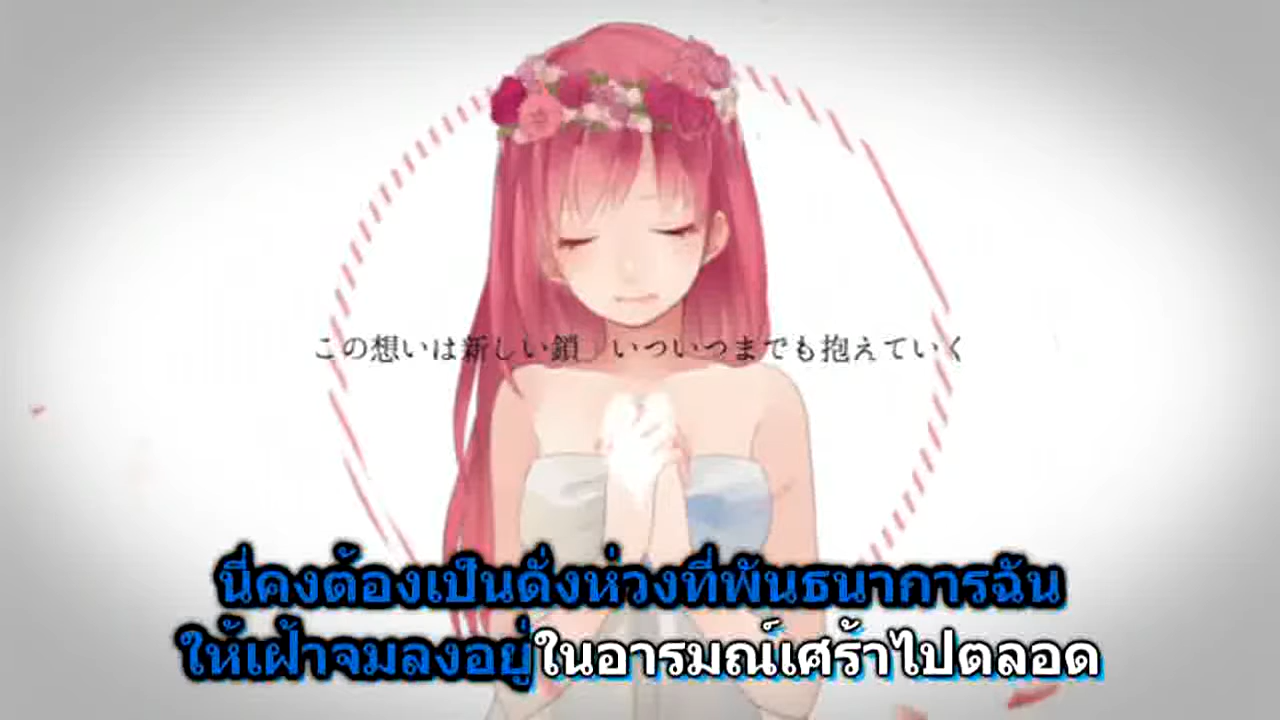 この想いは新しい鎖　いついつまでも抱えていく
นี่คงต้องเป็นดั่งห่วงที่พันธนาการฉัน
ให้เฝ้าจมลงอยู่ในอารมณ์เศร้าไปตลอด